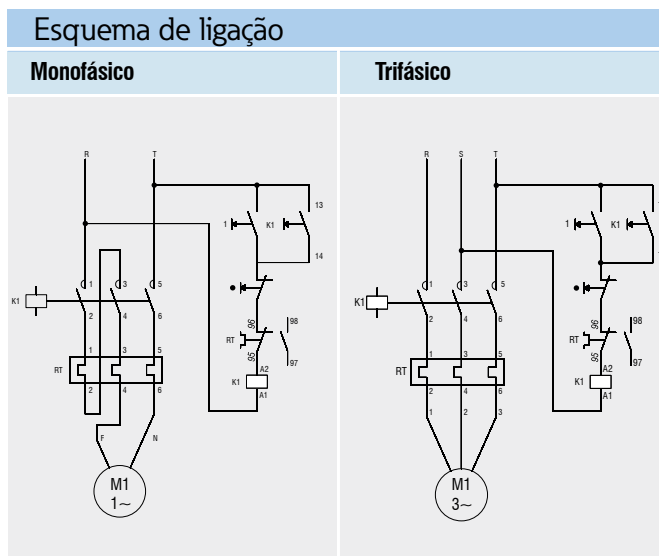 Esquema de ligação
Monofásico
Trifásico
R T
13
1 K1
14
1 3 5
K1
2 4 6
96 98
RT
95 97
1 3 5
RT
2 4 6
A2
K1
A1
F N
M1
1~
R S T
1 K1
1 3 5
K1
2 4 6
96 98
RT
95 97
1 3 5
RT
2 4 6
A2
K1
A1
1 2 3
M1
3~